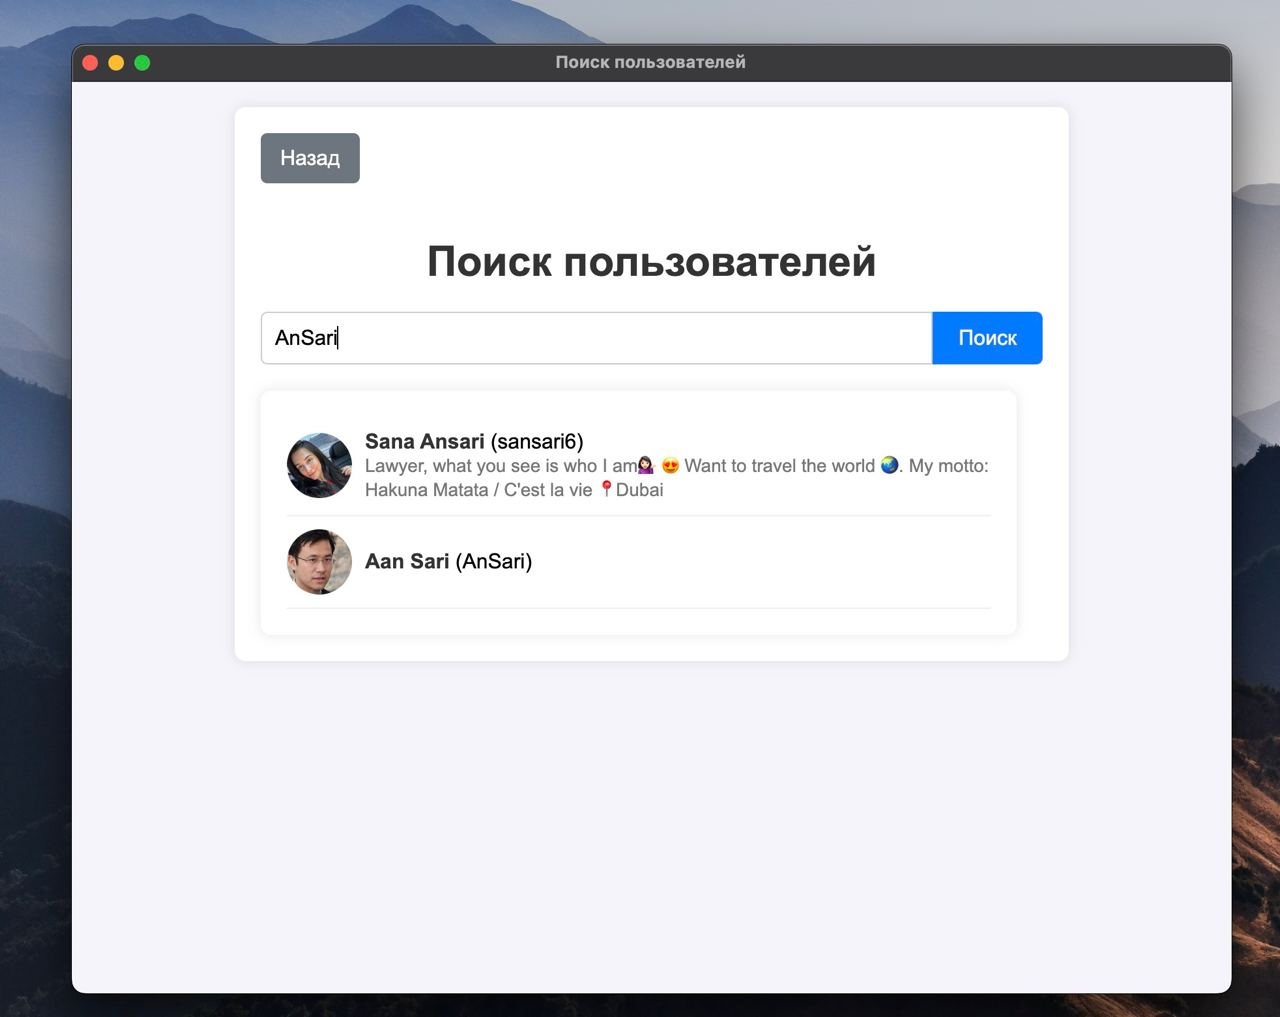 Поиск пользователей
Назад
Поиск пользователей
AnSari
Поиск
Sana Ansari (sansari6)
Lawyer, what you see is who I am💁🏻‍♀️ 😍 Want to travel the world 🌏. My motto:
Hakuna Matata / C'est la vie 📍Dubai
Aan Sari (AnSari)